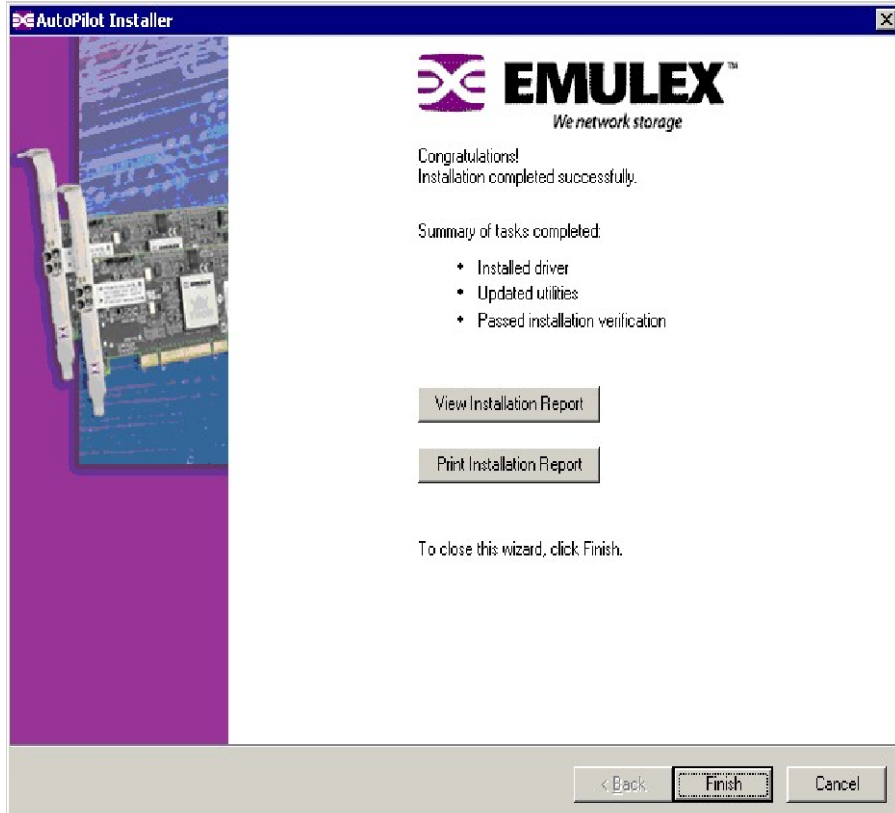 AutoPilot Installer
EMULEX™
We network storage
Congratulations!
Installation completed successfully.
Summary of tasks completed:
• Installed driver
• Updated utilities
• Passed installation verification
View Installation Report
Print Installation Report
To close this wizard, click Finish.
< Back
Finish
Cancel